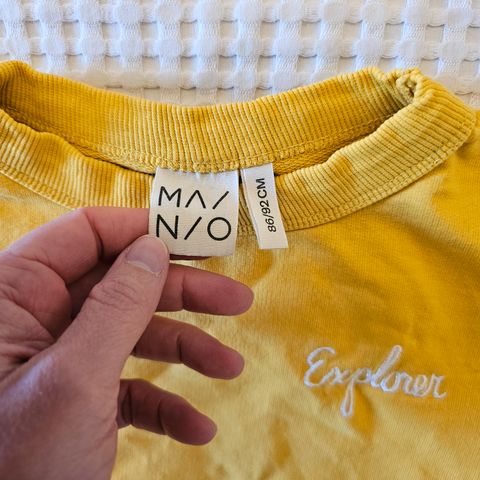 MA/
N/O
86/92 CM
Explorer